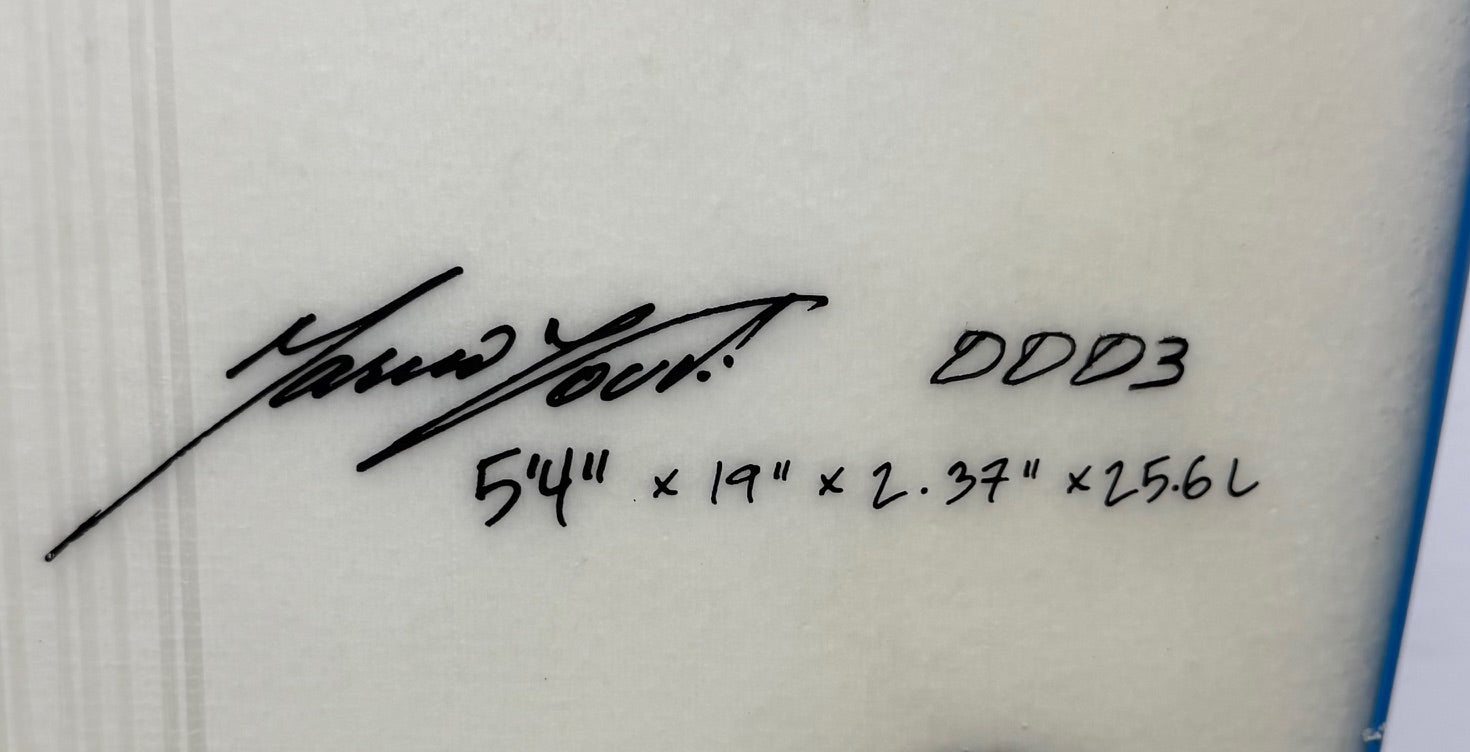 DDD3
5'4" x 19" x 2.37" x 25.6L